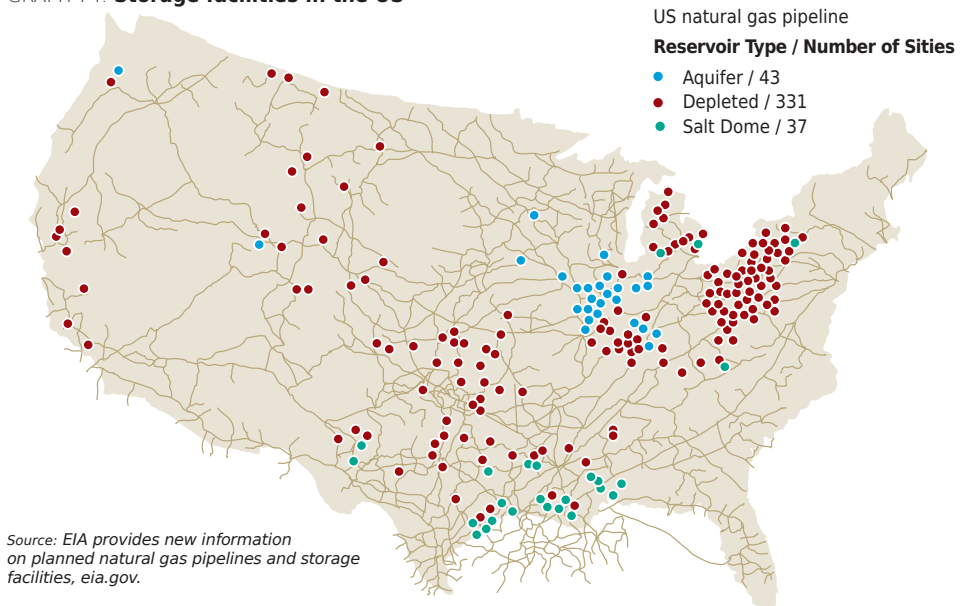 Storage facilities in the US
US natural gas pipeline
Reservoir Type / Number of Sities
Aquifer / 43
Depleted / 331
Salt Dome / 37
Source: EIA provides new information
on planned natural gas pipelines and storage
facilities, eia.gov.